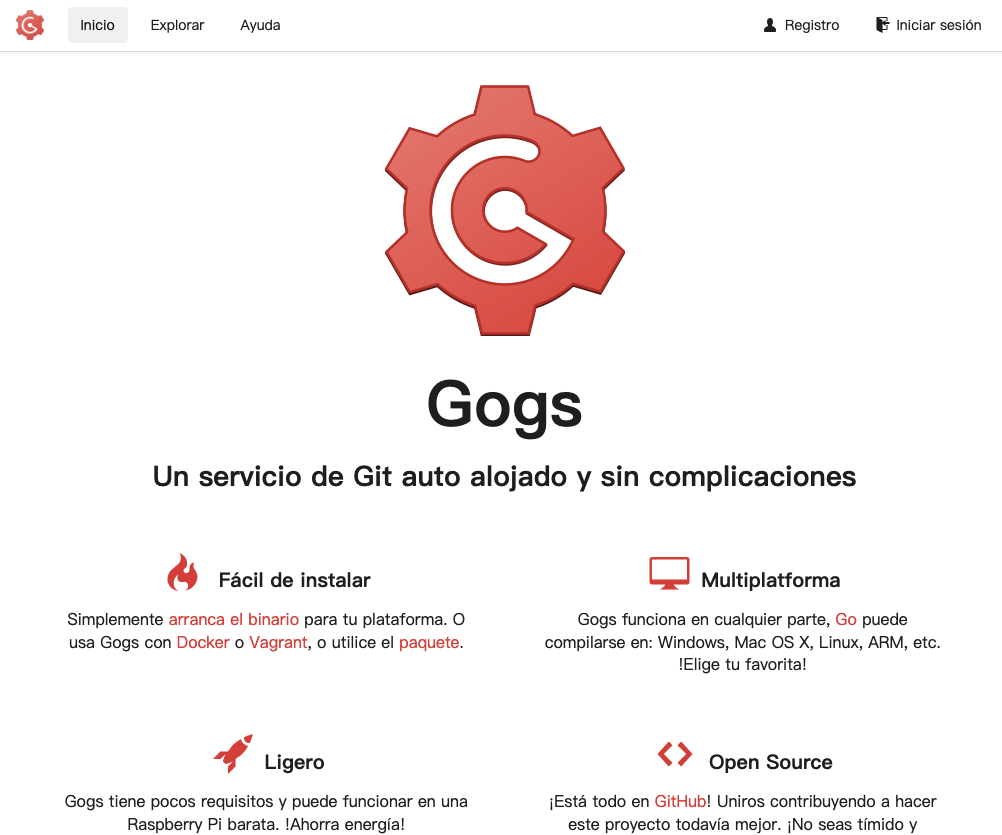 Inicio
Explorar
Ayuda
Registro
Iniciar sesión
Gogs
Un servicio de Git auto alojado y sin complicaciones
Fácil de instalar
Simplemente arranca el binario para tu plataforma. O
usa Gogs con Docker o Vagrant, o utilice el paquete.
Multiplatforma
Gogs funciona en cualquier parte, Go puede
compilarse en: Windows, Mac OS X, Linux, ARM, etc.
!Elige tu favorita!
Ligero
Gogs tiene pocos requisitos y puede funcionar en una
Raspberry Pi barata. !Ahorra energía!
Open Source
¡Está todo en GitHub! Uniros contribuyendo a hacer
este proyecto todavía mejor. ¡No seas tímido y